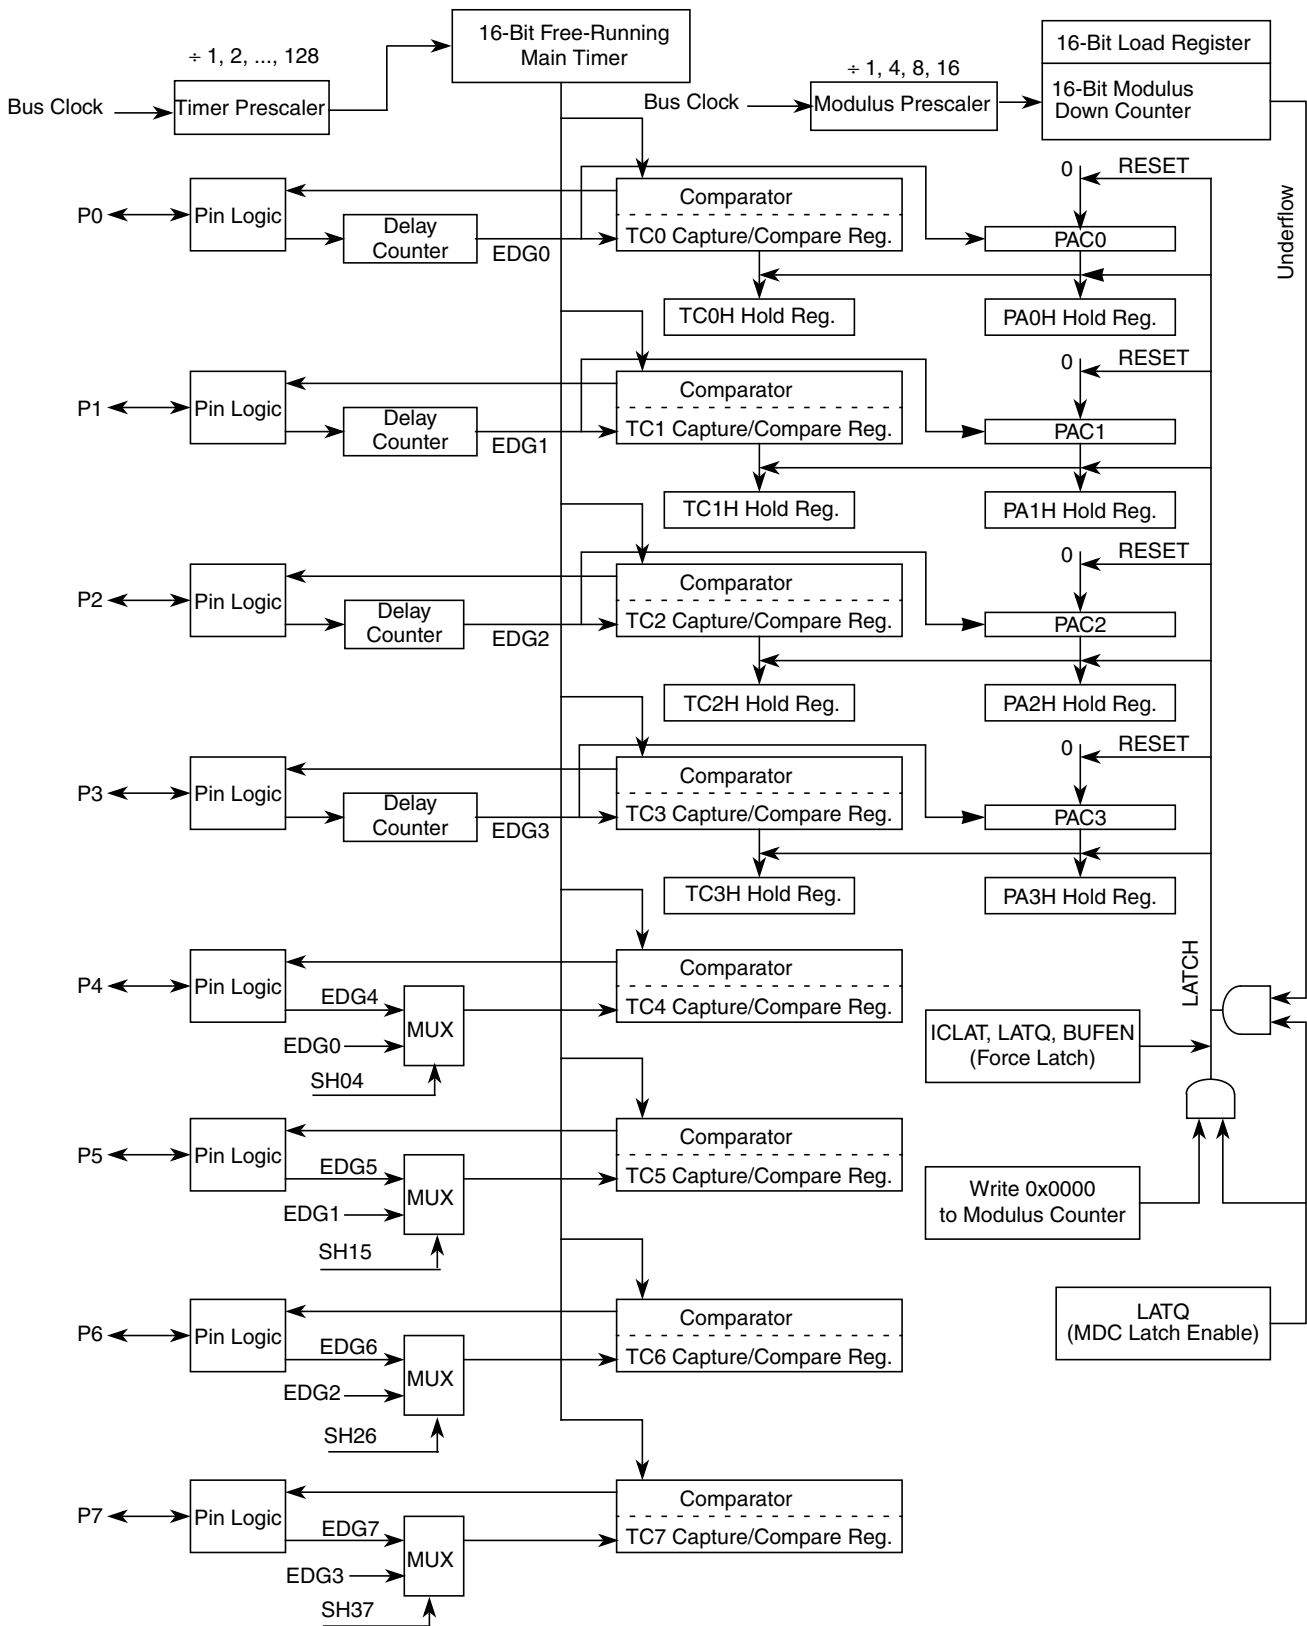 16-Bit Free-Running
Main Timer
16-Bit Load Register
16-Bit Modulus
Down Counter
÷ 1, 2, ..., 128
÷ 1, 4, 8, 16
Bus Clock
Timer Prescaler
Bus Clock
Modulus Prescaler
Underflow
P0
Pin Logic
Delay
Counter
EDG0
Comparator
TC0 Capture/Compare Reg.
0
RESET
PAC0
TC0H Hold Reg.
PA0H Hold Reg.
P1
Pin Logic
Delay
Counter
EDG1
Comparator
TC1 Capture/Compare Reg.
0
RESET
PAC1
TC1H Hold Reg.
PA1H Hold Reg.
P2
Pin Logic
Delay
Counter
EDG2
Comparator
TC2 Capture/Compare Reg.
0
RESET
PAC2
TC2H Hold Reg.
PA2H Hold Reg.
P3
Pin Logic
Delay
Counter
EDG3
Comparator
TC3 Capture/Compare Reg.
0
RESET
PAC3
TC3H Hold Reg.
PA3H Hold Reg.
LATCH
P4
Pin Logic
EDG4
EDG0
MUX
SH04
Comparator
TC4 Capture/Compare Reg.
ICLAT, LATQ, BUFEN
(Force Latch)
P5
Pin Logic
EDG5
EDG1
MUX
SH15
Comparator
TC5 Capture/Compare Reg.
Write 0x0000
to Modulus Counter
P6
Pin Logic
EDG6
EDG2
MUX
SH26
Comparator
TC6 Capture/Compare Reg.
LATQ
(MDC Latch Enable)
P7
Pin Logic
EDG7
EDG3
MUX
SH37
Comparator
TC7 Capture/Compare Reg.